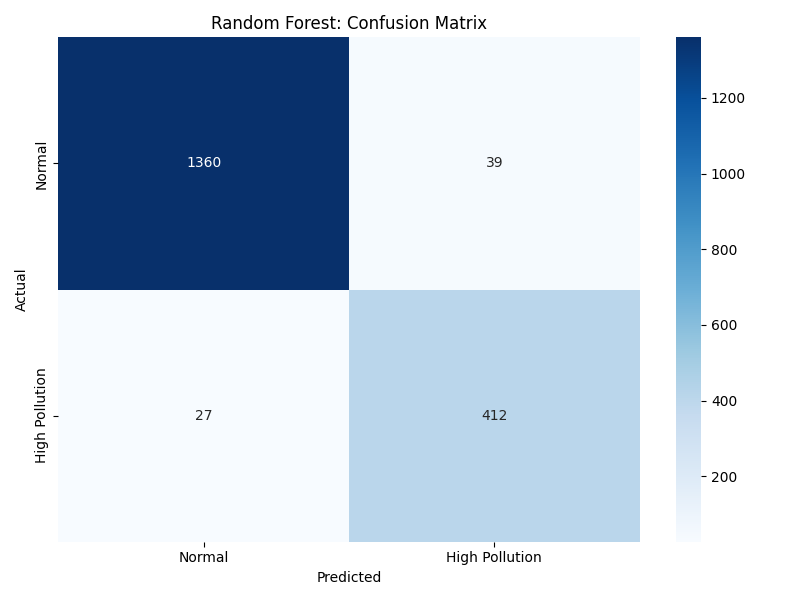 Random Forest: Confusion Matrix
Actual
Normal
High Pollution
1360
39
27
412
Normal
High Pollution
Predicted
1200
1000
800
600
400
200